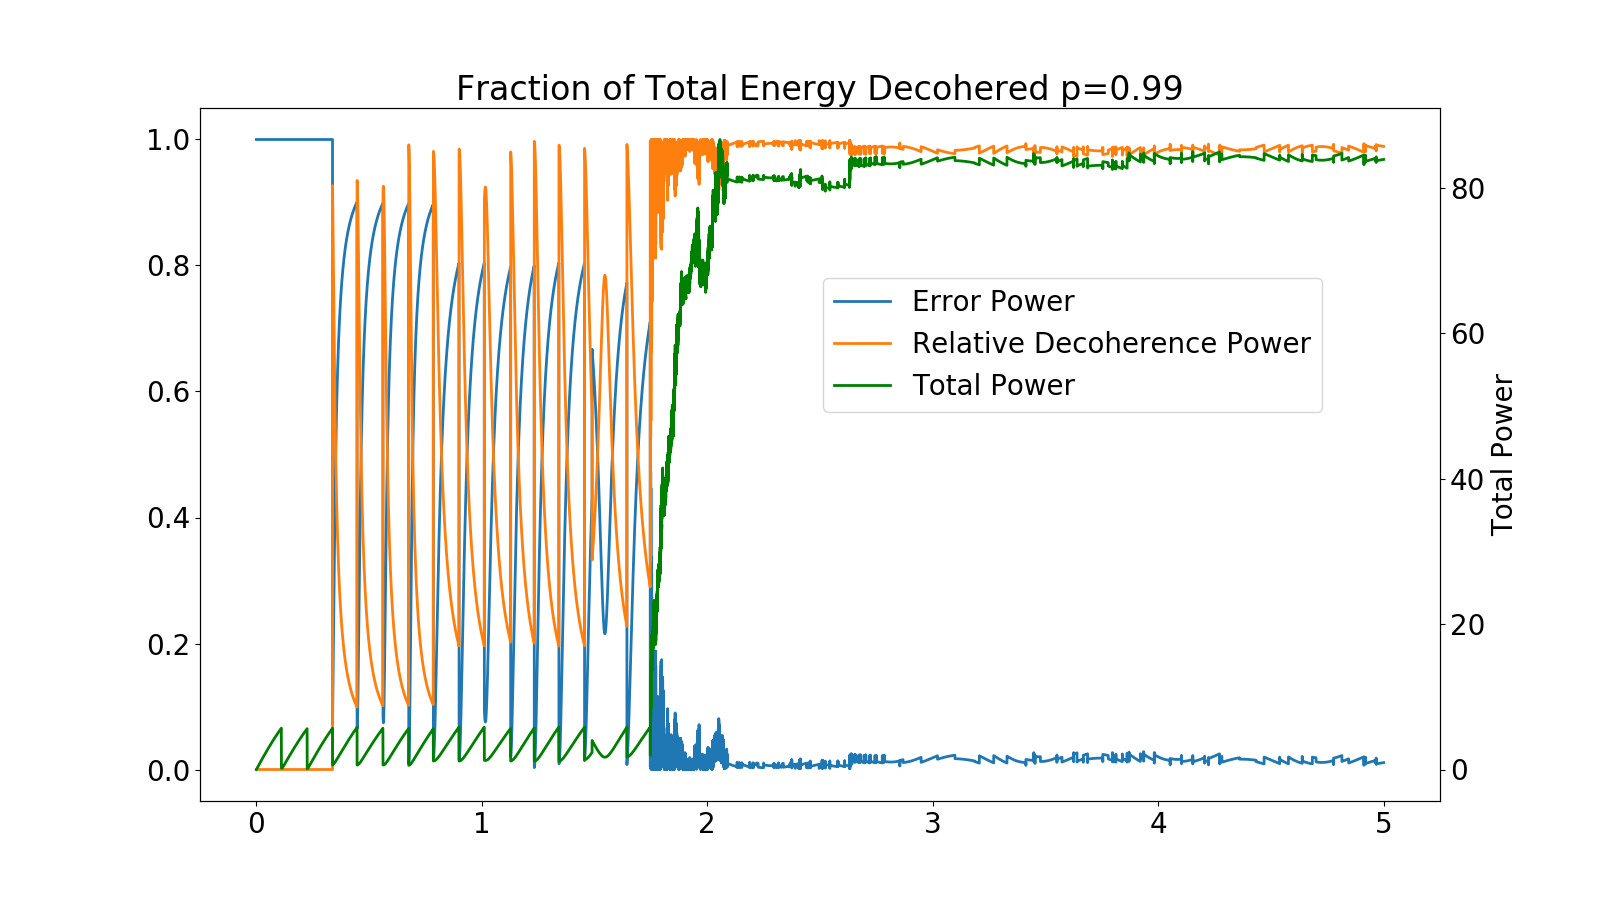 Fraction of Total Energy Decohered p=0.99
1.0
0.8
0.6
0.4
0.2
0.0
Error Power
Relative Decoherence Power
Total Power
80
60
40
20
0
Total Power
0 1 2 3 4 5